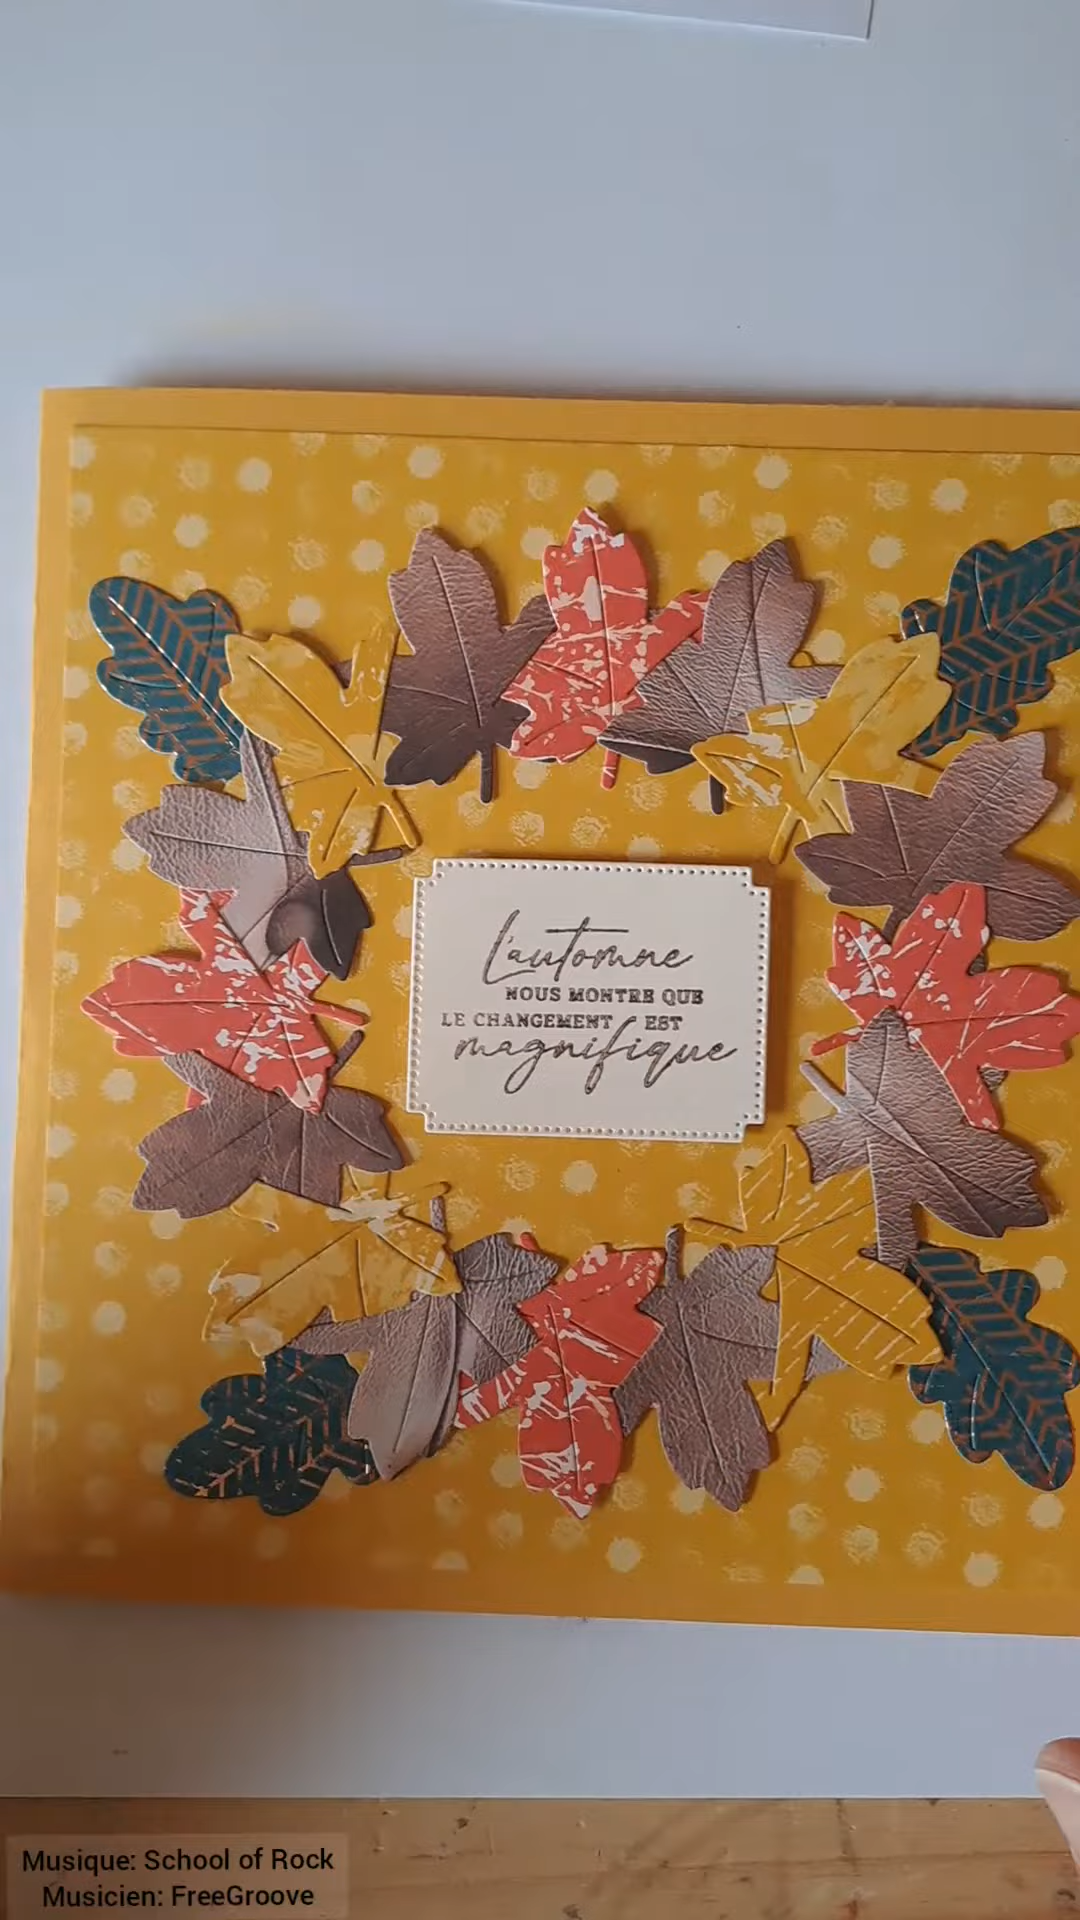 L'automne
NOUS MONTRE QUE
LE CHANGEMENT EST
magnifique
Musique: School of Rock
Musicien: FreeGroove